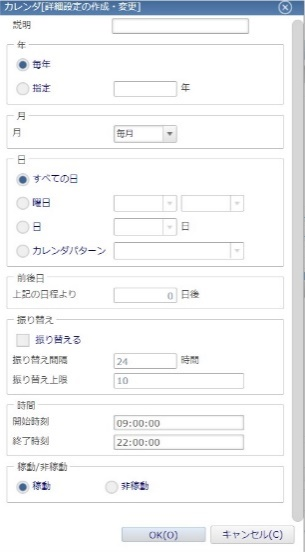 カレンダ[詳細設定の作成・変更]
説明
年
毎年
指定 年
月
月 毎月
日
すべての日
曜日
日 日
カレンダパターン
前後日
上記の日程より 0 日後
振り替え
振り替える
振り替え間隔 24 時間
振り替え上限 10
時間
開始時刻 09:00:00
終了時刻 22:00:00
稼動/非稼動
稼動 非稼動
OK(O) キャンセル(C)